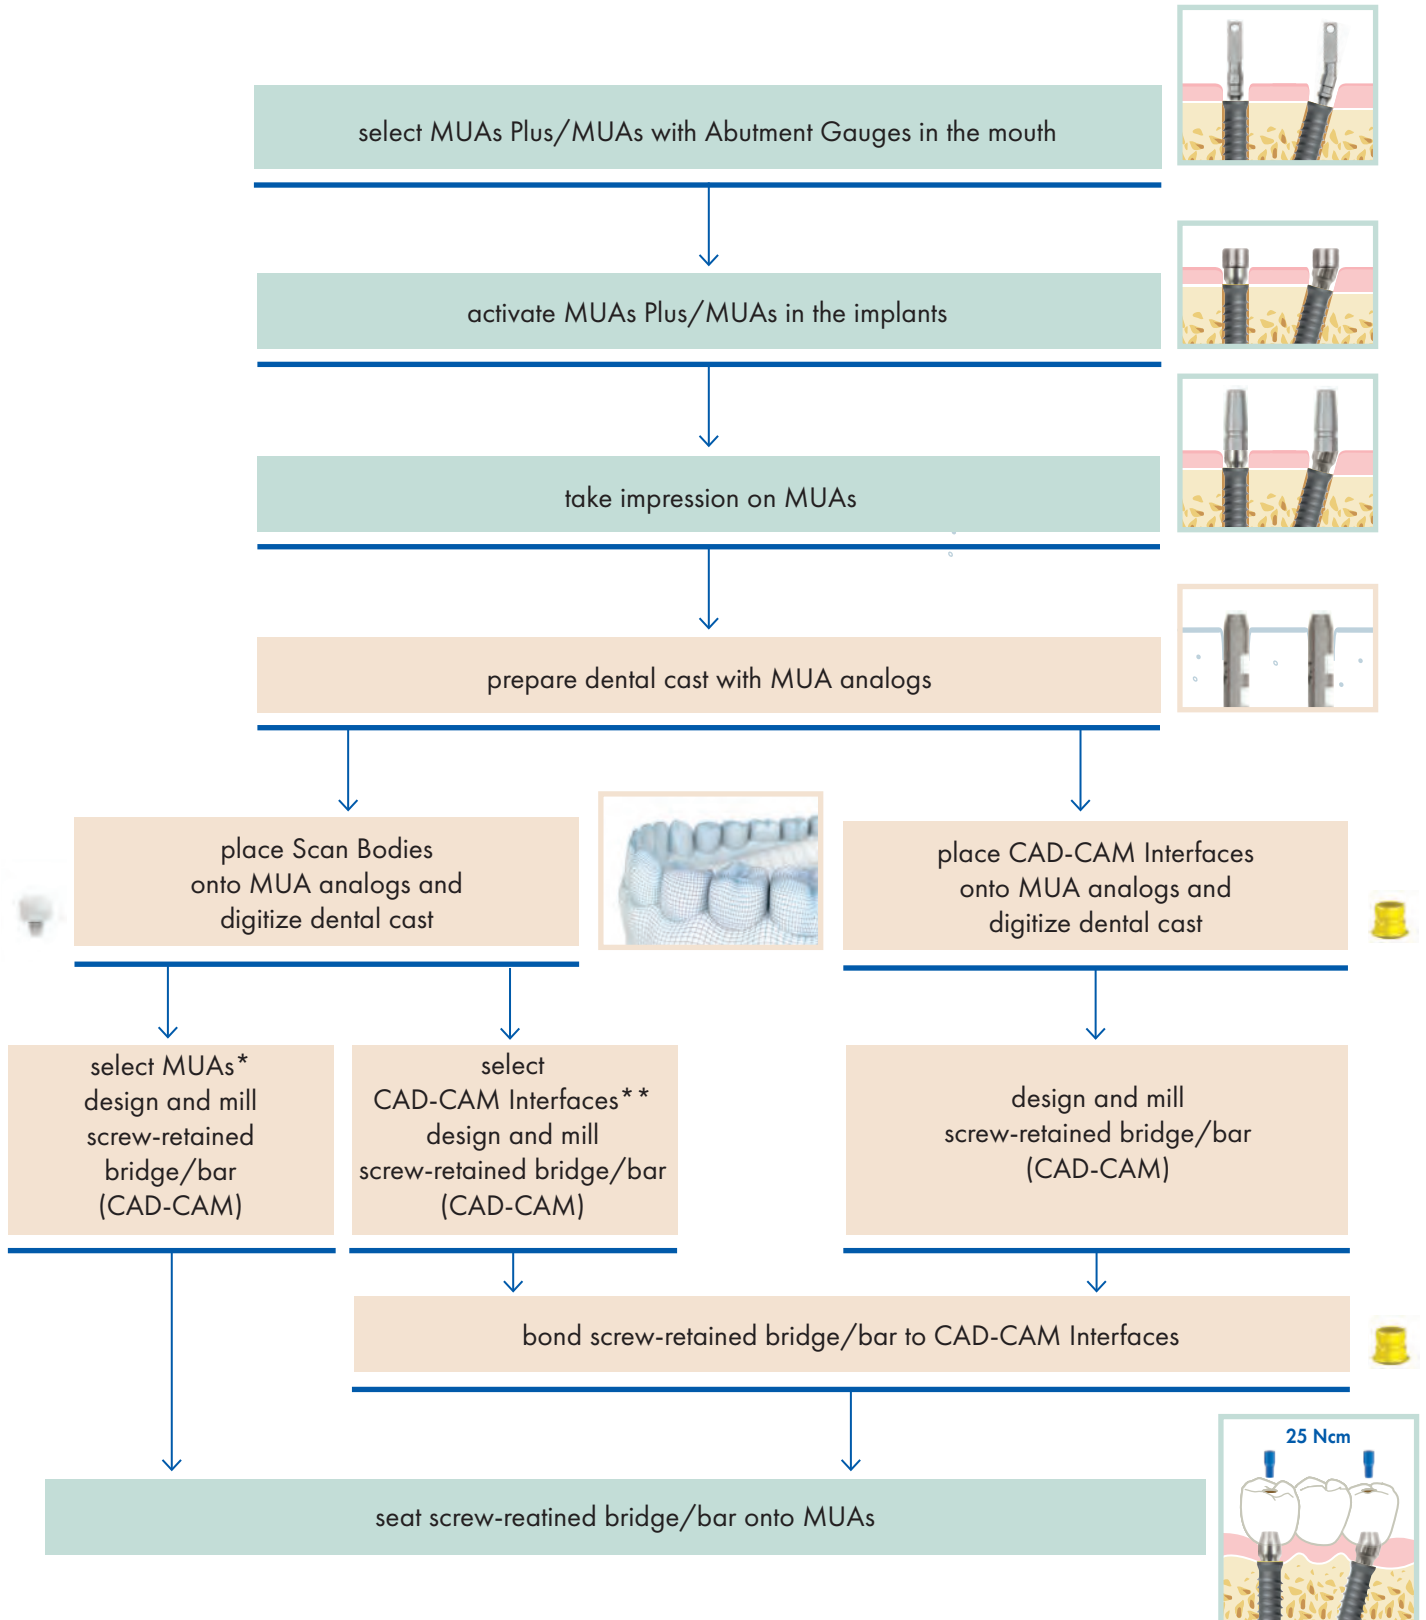 select MUAs Plus/MUAs with Abutment Gauges in the mouth
activate MUAs Plus/MUAs in the implants
take impression on MUAs
prepare dental cast with MUA analogs
place Scan Bodies
onto MUA analogs and
digitize dental cast
place CAD-CAM Interfaces
onto MUA analogs and
digitize dental cast
select MUAs*
design and mill
screw-retained
bridge/bar
(CAD-CAM)
select
CAD-CAM Interfaces**
design and mill
screw-retained bridge/bar
(CAD-CAM)
design and mill
screw-retained bridge/bar
(CAD-CAM)
bond screw-retained bridge/bar to CAD-CAM Interfaces
25 Ncm
seat screw-reatined bridge/bar onto MUAs